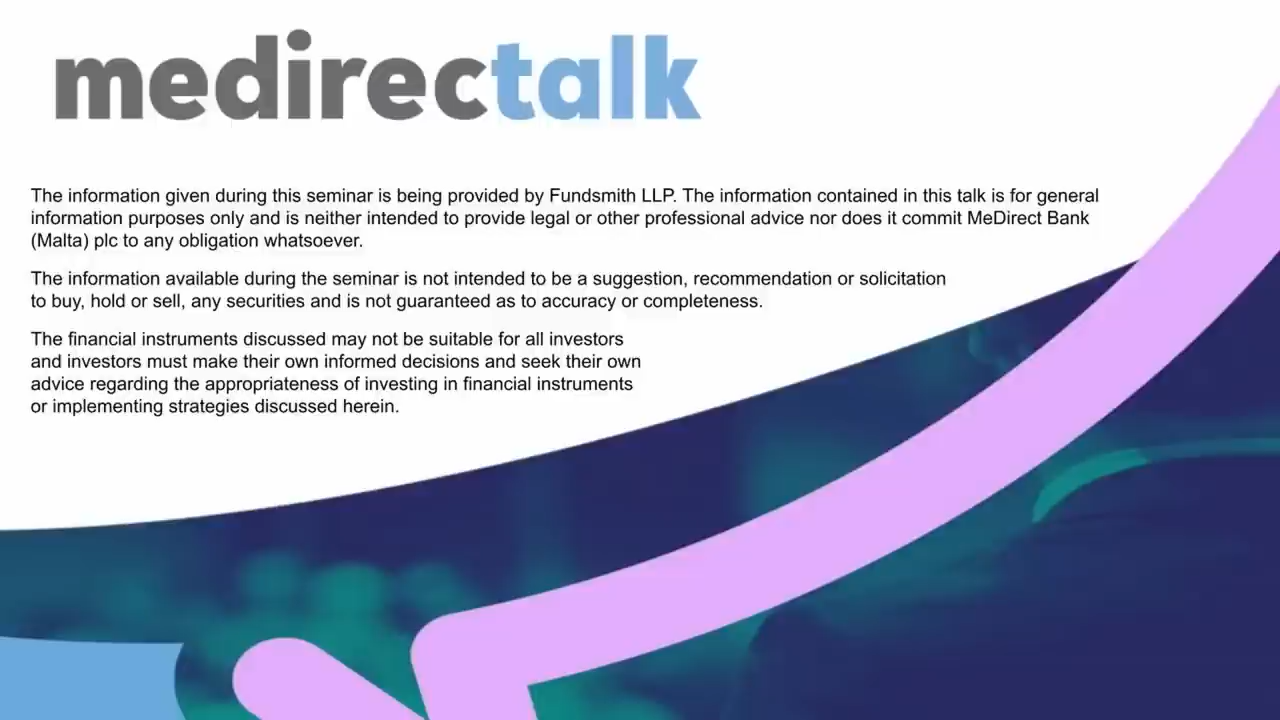 medirectalk
The information given during this seminar is being provided by Fundsmith LLP. The information contained in this talk is for general
information purposes only and is neither intended to provide legal or other professional advice nor does it commit MeDirect Bank
(Malta) plc to any obligation whatsoever.
The information available during the seminar is not intended to be a suggestion, recommendation or solicitation
to buy, hold or sell, any securities and is not guaranteed as to accuracy or completeness.
The financial instruments discussed may not be suitable for all investors
and investors must make their own informed decisions and seek their own
advice regarding the appropriateness of investing in financial instruments
or implementing strategies discussed herein.